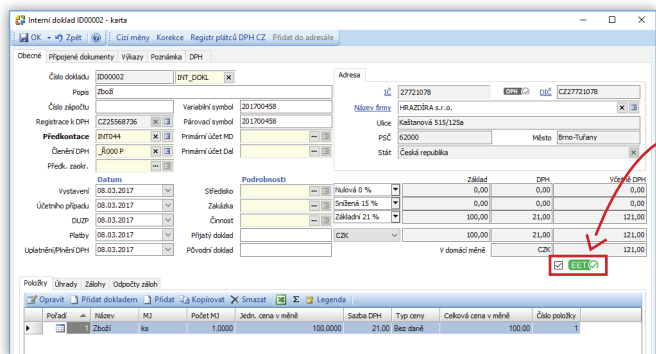 Interní doklad ID00002 - karta
OK Zpět Cizí měny Korekce Registr plátců DPH CZ Přidat do adresáře
Obecné Připojené dokumenty Výkazy Poznámka DPH
Číslo dokladu ID00002 INT_DOKL Adresa
Popis Zboží IČ 27721078 DPH DIČ CZ27721078
Číslo zápočtu Variabilní symbol 201700458 Název firmy HRAZDÍRA s.r.o.
Registrace k DPH CZ25568736 Párovací symbol 201700458 Ulice Kaštanová 515/125a
Předkontace INT044 Primární účet MD PSČ 62000 Město Brno-Tuřany
Členění DPH _Ř000 P Primární účet Dal Stát Česká republika
Předk. zaokr.
Datum Podrobnosti Základ DPH Včetně DPH
Vystavení 08.03.2017 Středisko Nulová 0 % 0,00 0,00 0,00
Účetního případu 08.03.2017 Zakázka Snížená 15 % 0,00 0,00 0,00
DUZP 08.03.2017 Činnost Základní 21 % 100,00 21,00 121,00
Platby 08.03.2017 Přijatý doklad CZK 100,00 21,00 121,00
Uplatnění/Plnění DPH 08.03.2017 Původní doklad V domácí měně CZK 121,00
EET
Položky Úhrady Zálohy Odpočty záloh
Opravit Přidat dokladem Přidat Kopírovat Smazat Σ Legenda
Pořadí Název MJ Počet MJ Jedn. cena v měně Sazba DPH Typ ceny Celková cena v měně Číslo položky
1 Zboží ks 1,0000 100,0000 21,00 Bez daně 100,00 1